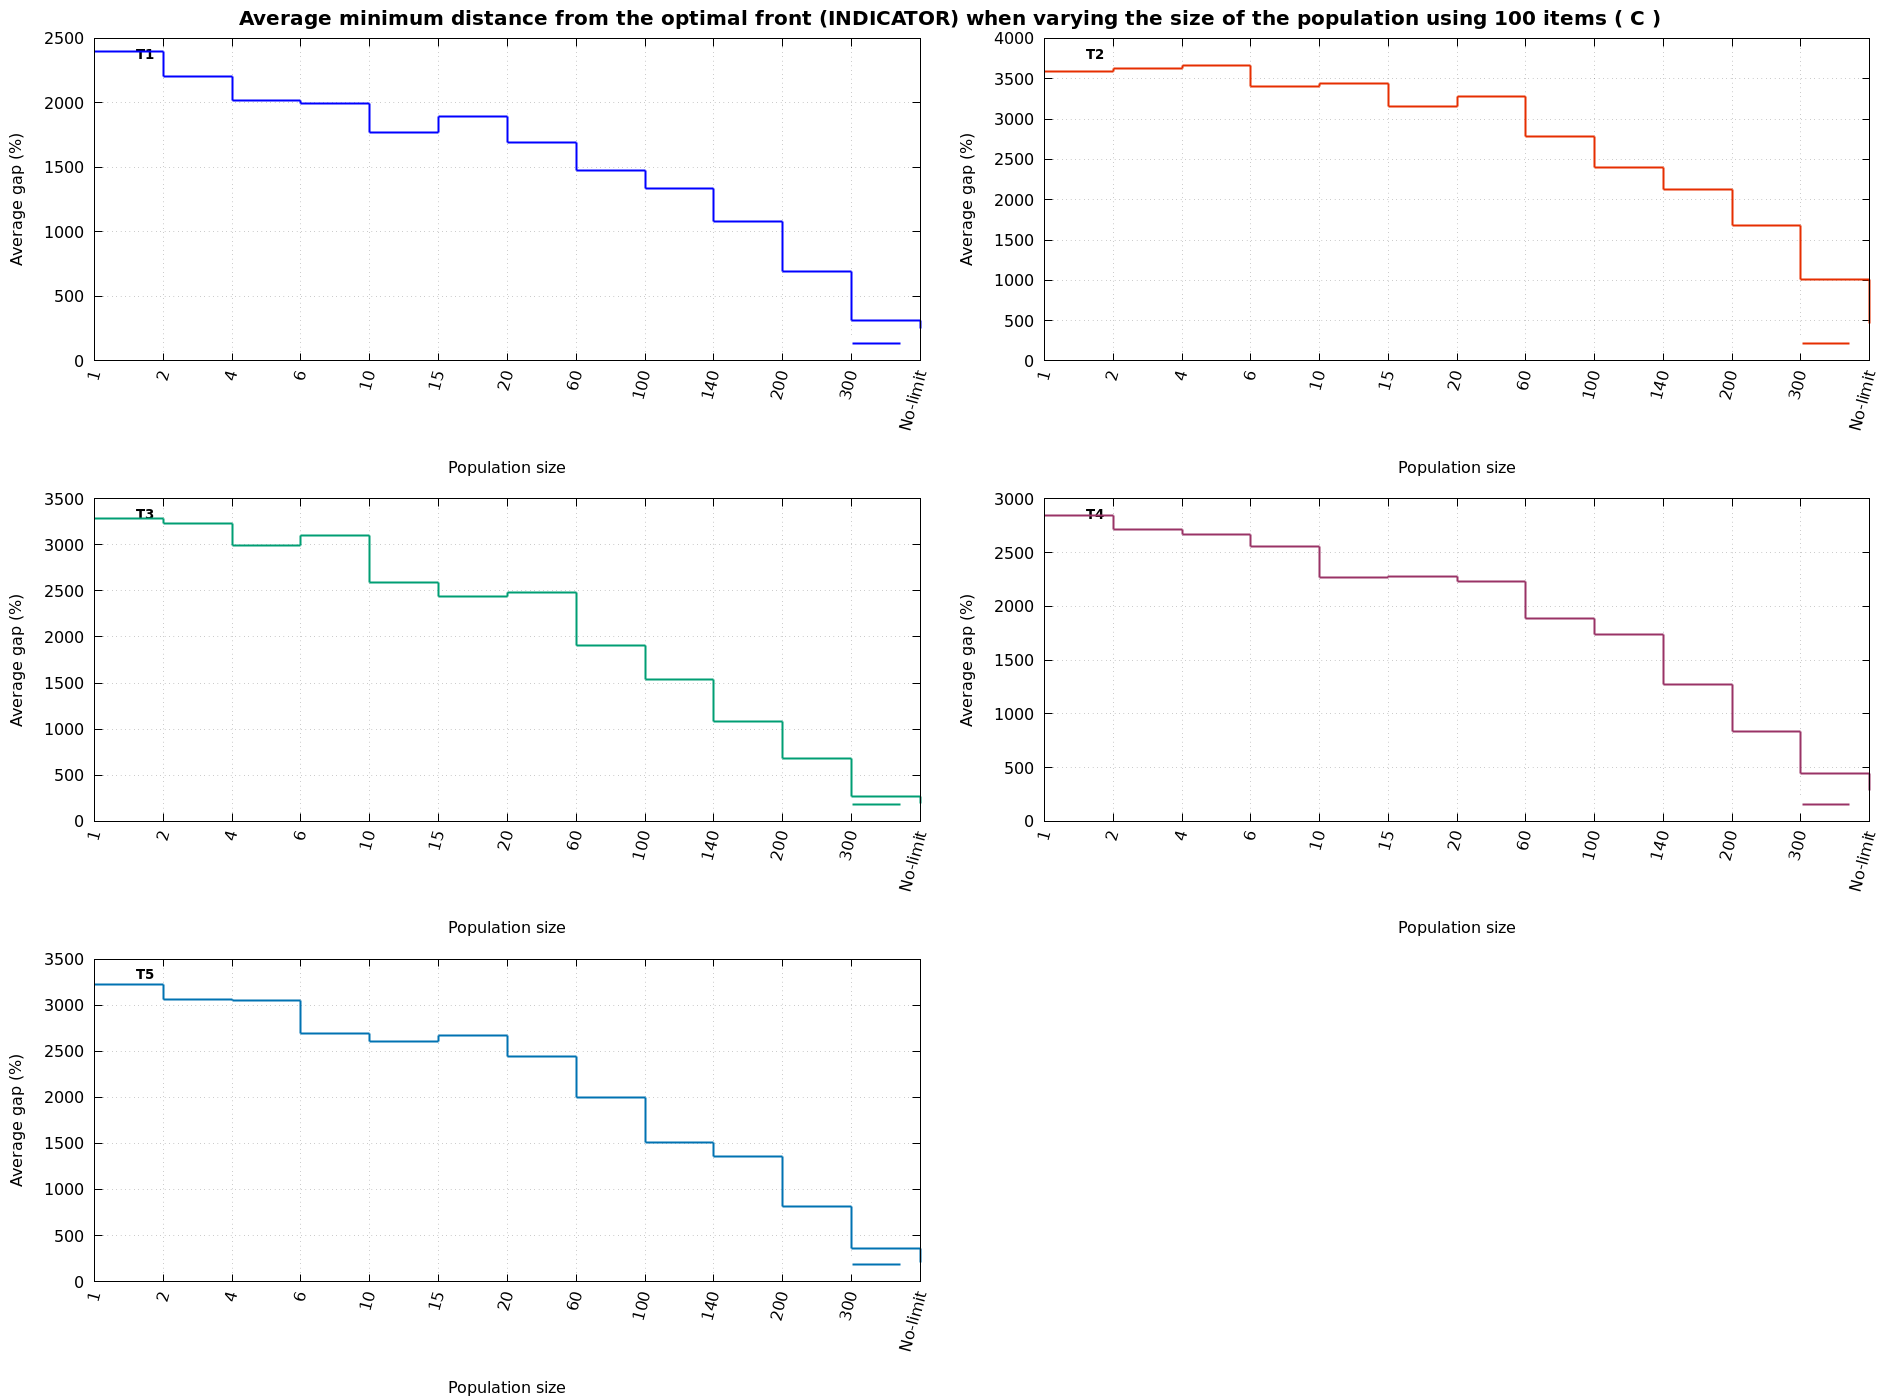 Average minimum distance from the optimal front (INDICATOR) when varying the size of the population using 100 items ( C )
T1
Average gap (%)
2500
2000
1500
1000
500
0
1 2 4 6 10 15 20 60 100 140 200 300 No-limit
Population size
T2
Average gap (%)
4000
3500
3000
2500
2000
1500
1000
500
0
1 2 4 6 10 15 20 60 100 140 200 300 No-limit
Population size
T3
Average gap (%)
3500
3000
2500
2000
1500
1000
500
0
1 2 4 6 10 15 20 60 100 140 200 300 No-limit
Population size
T4
Average gap (%)
3000
2500
2000
1500
1000
500
0
1 2 4 6 10 15 20 60 100 140 200 300 No-limit
Population size
T5
Average gap (%)
3500
3000
2500
2000
1500
1000
500
0
1 2 4 6 10 15 20 60 100 140 200 300 No-limit
Population size